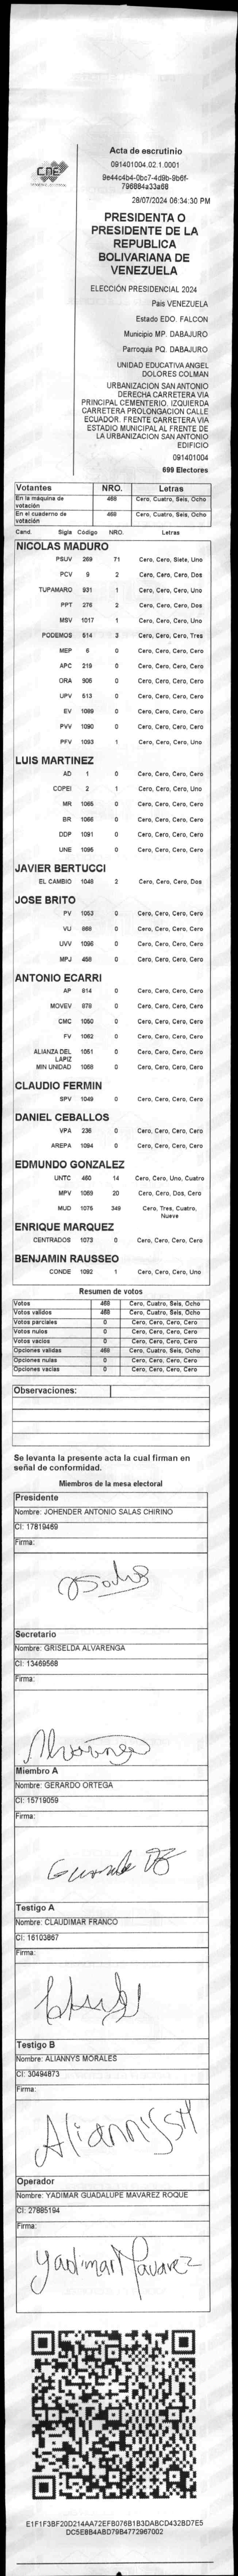 CNE
Acta de escrutinio
091401004.02.1.0001
9e44c4b4-0bc7-4d9b-9b6f-
796884a33a68
28/07/2024 06:34:30 PM
PRESIDENTA O
PRESIDENTE DE LA
REPUBLICA
BOLIVARIANA DE
VENEZUELA
ELECCIÓN PRESIDENCIAL 2024
Pais VENEZUELA
Estado EDO. FALCON
Municipio MP. DABAJURO
Parroquia PQ. DABAJURO
UNIDAD EDUCATIVA ANGEL
DOLORES COLMAN
URBANIZACION SAN ANTONIO
DERECHA CARRETERA VIA
PRINCIPAL CEMENTERIO. IZQUIERDA
CARRETERA PROLONGACION CALLE
ECUADOR. FRENTE CARRETERA VIA
ESTADIO MUNICIPAL AL FRENTE DE
LA URBANIZACION SAN ANTONIO
EDIFICIO
091401004
699 Electores
Votantes NRO. Letras
En la máquina de votación 468 Cero, Cuatro, Seis, Ocho
En el cuaderno de votación 468 Cero, Cuatro, Seis, Ocho
Cand. Sigla Código NRO. Letras
NICOLAS MADURO
PSUV 269 71 Cero, Cero, Siete, Uno
PCV 9 2 Cero, Cero, Cero, Dos
TUPAMARO 931 1 Cero, Cero, Cero, Uno
PPT 276 2 Cero, Cero, Cero, Dos
MSV 1017 1 Cero, Cero, Cero, Uno
PODEMOS 514 3 Cero, Cero, Cero, Tres
MEP 6 0 Cero, Cero, Cero, Cero
APC 219 0 Cero, Cero, Cero, Cero
ORA 306 0 Cero, Cero, Cero, Cero
UPV 513 0 Cero, Cero, Cero, Cero
EV 1089 0 Cero, Cero, Cero, Cero
PVV 1090 0 Cero, Cero, Cero, Cero
PFV 1093 1 Cero, Cero, Cero, Uno
LUIS MARTINEZ
AD 1 0 Cero, Cero, Cero, Cero
COPEI 2 1 Cero, Cero, Cero, Uno
MR 1065 0 Cero, Cero, Cero, Cero
BR 1066 0 Cero, Cero, Cero, Cero
DDP 1091 0 Cero, Cero, Cero, Cero
UNE 1095 0 Cero, Cero, Cero, Cero
JAVIER BERTUCCI
EL CAMBIO 1048 2 Cero, Cero, Cero, Dos
JOSE BRITO
PV 1053 0 Cero, Cero, Cero, Cero
VU 868 0 Cero, Cero, Cero, Cero
UVV 1096 0 Cero, Cero, Cero, Cero
MPJ 458 0 Cero, Cero, Cero, Cero
ANTONIO ECARRI
AP 814 0 Cero, Cero, Cero, Cero
MOVEV 878 0 Cero, Cero, Cero, Cero
CMC 1050 0 Cero, Cero, Cero, Cero
FV 1062 0 Cero, Cero, Cero, Cero
ALIANZA DEL LAPIZ 1051 0 Cero, Cero, Cero, Cero
MIN UNIDAD 1068 0 Cero, Cero, Cero, Cero
CLAUDIO FERMIN
SPV 1049 0 Cero, Cero, Cero, Cero
DANIEL CEBALLOS
VPA 236 0 Cero, Cero, Cero, Cero
AREPA 1094 0 Cero, Cero, Cero, Cero
EDMUNDO GONZALEZ
UNTC 460 14 Cero, Cero, Uno, Cuatro
MPV 1069 20 Cero, Cero, Dos, Cero
MUD 1075 349 Cero, Tres, Cuatro, Nueve
ENRIQUE MARQUEZ
CENTRADOS 1073 0 Cero, Cero, Cero, Cero
BENJAMIN RAUSSEO
CONDE 1092 1 Cero, Cero, Cero, Uno
Resumen de votos
Votos 468 Cero, Cuatro, Seis, Ocho
Votos validos 468 Cero, Cuatro, Seis, Ocho
Votos parciales 0 Cero, Cero, Cero, Cero
Votos nulos 0 Cero, Cero, Cero, Cero
Votos vacios 0 Cero, Cero, Cero, Cero
Opciones validas 468 Cero, Cuatro, Seis, Ocho
Opciones nulas 0 Cero, Cero, Cero, Cero
Opciones vacias 0 Cero, Cero, Cero, Cero
Observaciones:
Se levanta la presente acta la cual firman en
señal de conformidad.
Miembros de la mesa electoral
Presidente
Nombre: JOHENDER ANTONIO SALAS CHIRINO
CI: 17819469
Firma:
Salas
Secretario
Nombre: GRISELDA ALVARENGA
CI: 13469568
Firma:
Miembro A
Nombre: GERARDO ORTEGA
CI: 15719059
Firma:
Testigo A
Nombre: CLAUDIMAR FRANCO
CI: 16103867
Firma:
Testigo B
Nombre: ALIANNYS MORALES
CI: 30494873
Firma:
AliannysM
Operador
Nombre: YADIMAR GUADALUPE MAVAREZ ROQUE
CI: 27885194
Firma:
Yadimar Mavarez
E1F1F3BF20D214AA72EFB076B1B3DABCD432BD7E5
DC5E8B4ABD79B4772967002